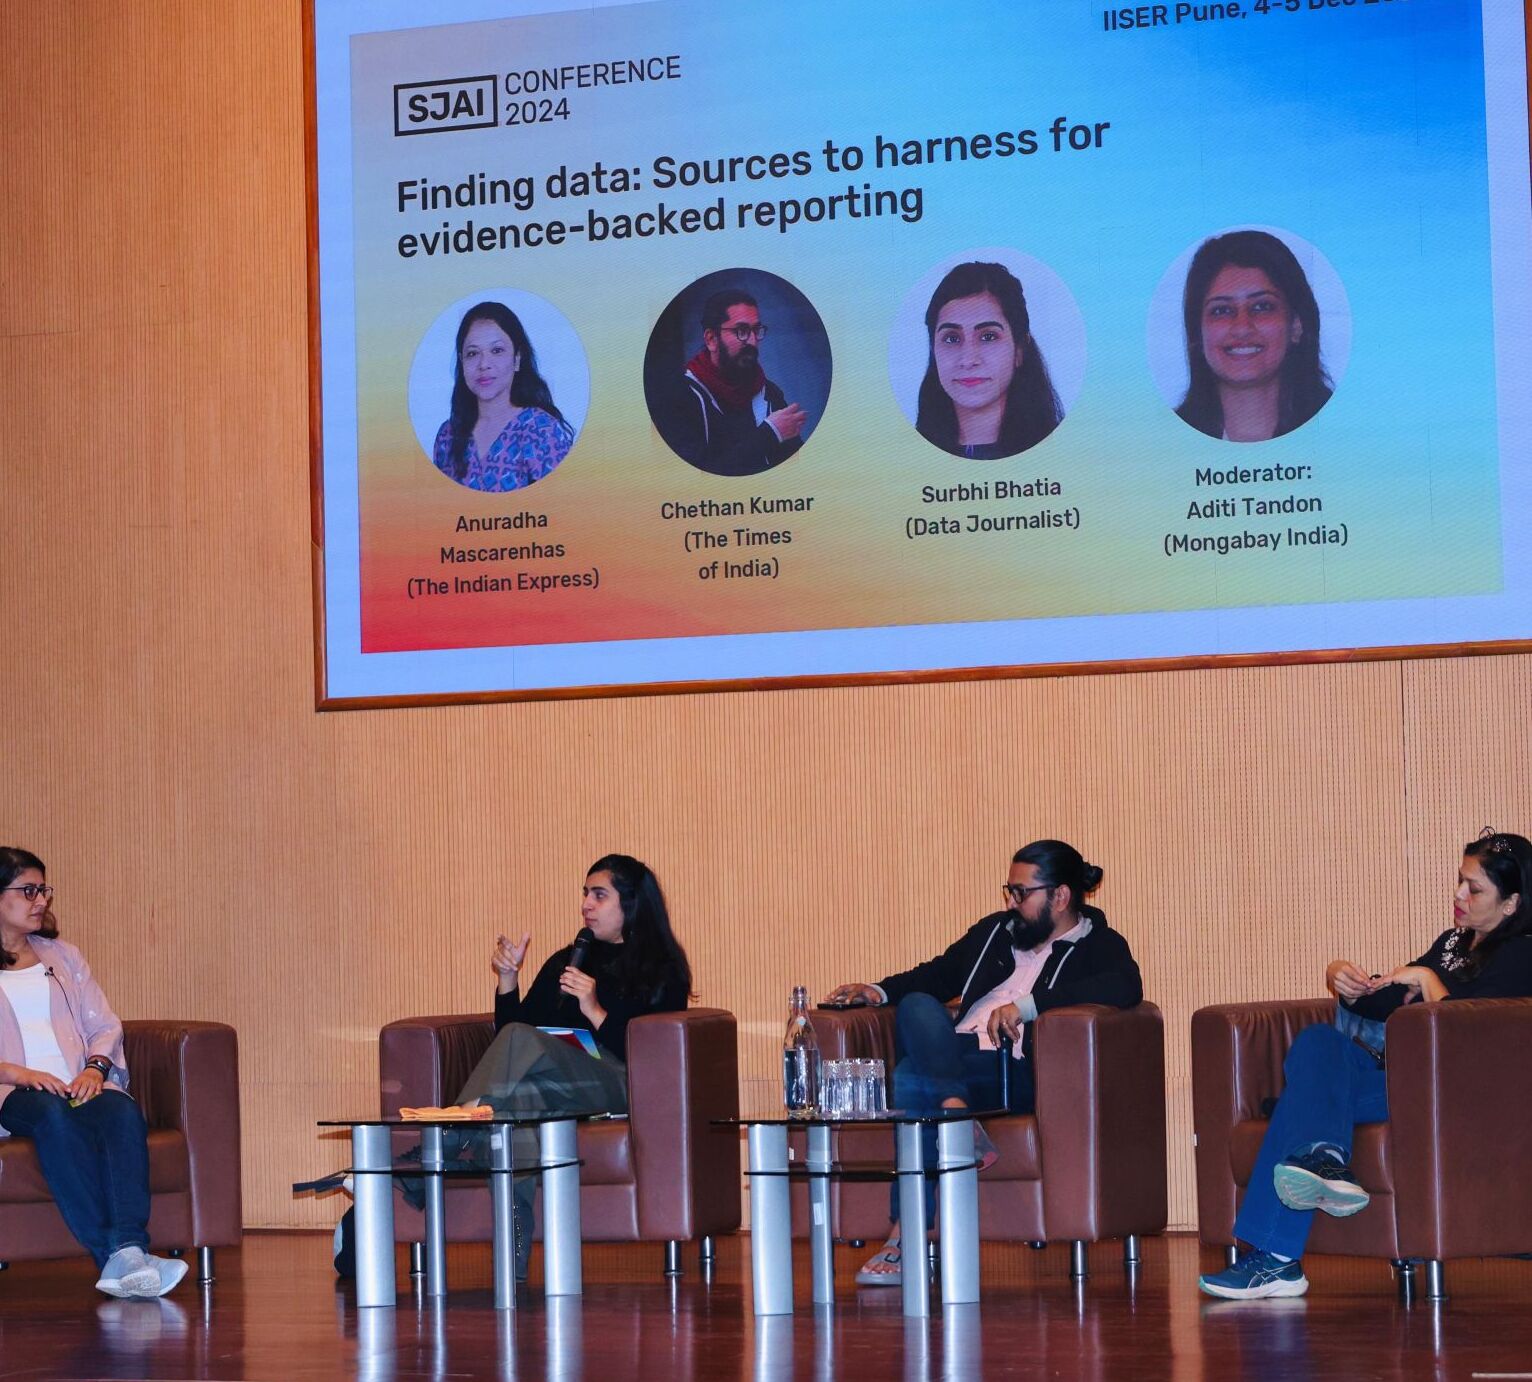 IISER Pune, 4-5 Dec
SJAI
CONFERENCE
2024
Finding data: Sources to harness for
evidence-backed reporting
Anuradha
Mascarenhas
(The Indian Express)
Chethan Kumar
(The Times
of India)
Surbhi Bhatia
(Data Journalist)
Moderator:
Aditi Tandon
(Mongabay India)